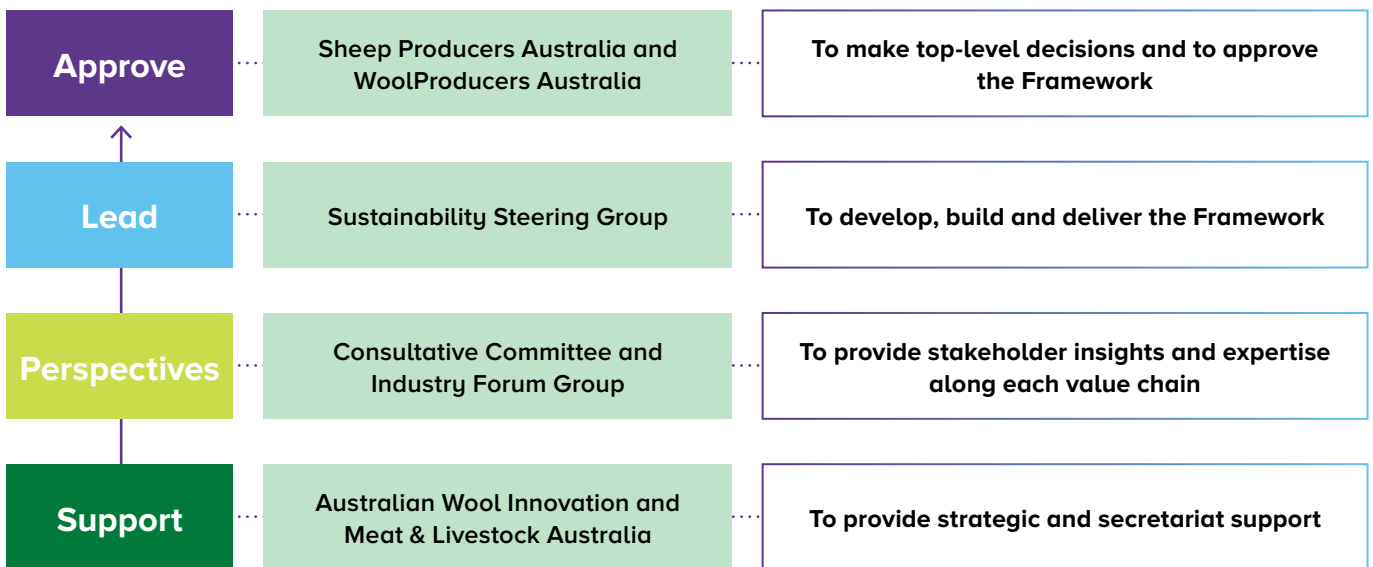 Approve
Sheep Producers Australia and
WoolProducers Australia
To make top-level decisions and to approve
the Framework
Lead
Sustainability Steering Group
To develop, build and deliver the Framework
Perspectives
Consultative Committee and
Industry Forum Group
To provide stakeholder insights and expertise
along each value chain
Support
Australian Wool Innovation and
Meat & Livestock Australia
To provide strategic and secretariat support